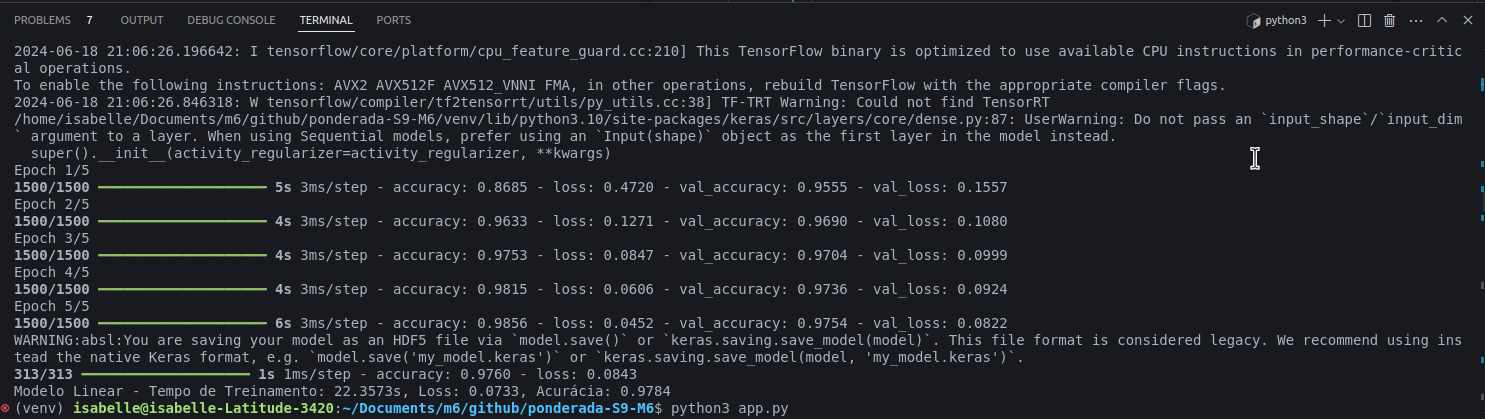 PROBLEMS 7 OUTPUT DEBUG CONSOLE TERMINAL PORTS python3
2024-06-18 21:06:26.196642: I tensorflow/core/platform/cpu_feature_guard.cc:210] This TensorFlow binary is optimized to use available CPU instructions in performance-critic
al operations.
To enable the following instructions: AVX2 AVX512F AVX512_VNNI FMA, in other operations, rebuild TensorFlow with the appropriate compiler flags.
2024-06-18 21:06:26.846318: W tensorflow/compiler/tf2tensorrt/utils/py_utils.cc:38] TF-TRT Warning: Could not find TensorRT
/home/isabelle/Documents/m6/github/ponderada-S9-M6/venv/lib/python3.10/site-packages/keras/src/layers/core/dense.py:87: UserWarning: Do not pass an `input_shape`/`input_dim
` argument to a layer. When using Sequential models, prefer using an `Input(shape)` object as the first layer in the model instead.
  super().__init__(activity_regularizer=activity_regularizer, **kwargs)
Epoch 1/5
1500/1500 ━━━━━━━━━━━━━━━━━━━━ 5s 3ms/step - accuracy: 0.8685 - loss: 0.4720 - val_accuracy: 0.9555 - val_loss: 0.1557
Epoch 2/5
1500/1500 ━━━━━━━━━━━━━━━━━━━━ 4s 3ms/step - accuracy: 0.9633 - loss: 0.1271 - val_accuracy: 0.9690 - val_loss: 0.1080
Epoch 3/5
1500/1500 ━━━━━━━━━━━━━━━━━━━━ 4s 3ms/step - accuracy: 0.9753 - loss: 0.0847 - val_accuracy: 0.9704 - val_loss: 0.0999
Epoch 4/5
1500/1500 ━━━━━━━━━━━━━━━━━━━━ 4s 3ms/step - accuracy: 0.9815 - loss: 0.0606 - val_accuracy: 0.9736 - val_loss: 0.0924
Epoch 5/5
1500/1500 ━━━━━━━━━━━━━━━━━━━━ 6s 3ms/step - accuracy: 0.9856 - loss: 0.0452 - val_accuracy: 0.9754 - val_loss: 0.0822
WARNING:absl:You are saving your model as an HDF5 file via `model.save()` or `keras.saving.save_model(model)`. This file format is considered legacy. We recommend using ins
tead the native Keras format, e.g. `model.save('my_model.keras')` or `keras.saving.save_model(model, 'my_model.keras')`.
313/313 ━━━━━━━━━━━━━━━━━━━━ 1s 1ms/step - accuracy: 0.9760 - loss: 0.0843
Modelo Linear - Tempo de Treinamento: 22.3573s, Loss: 0.0733, Acurácia: 0.9784
(venv) isabelle@isabelle-Latitude-3420:~/Documents/m6/github/ponderada-S9-M6$ python3 app.py